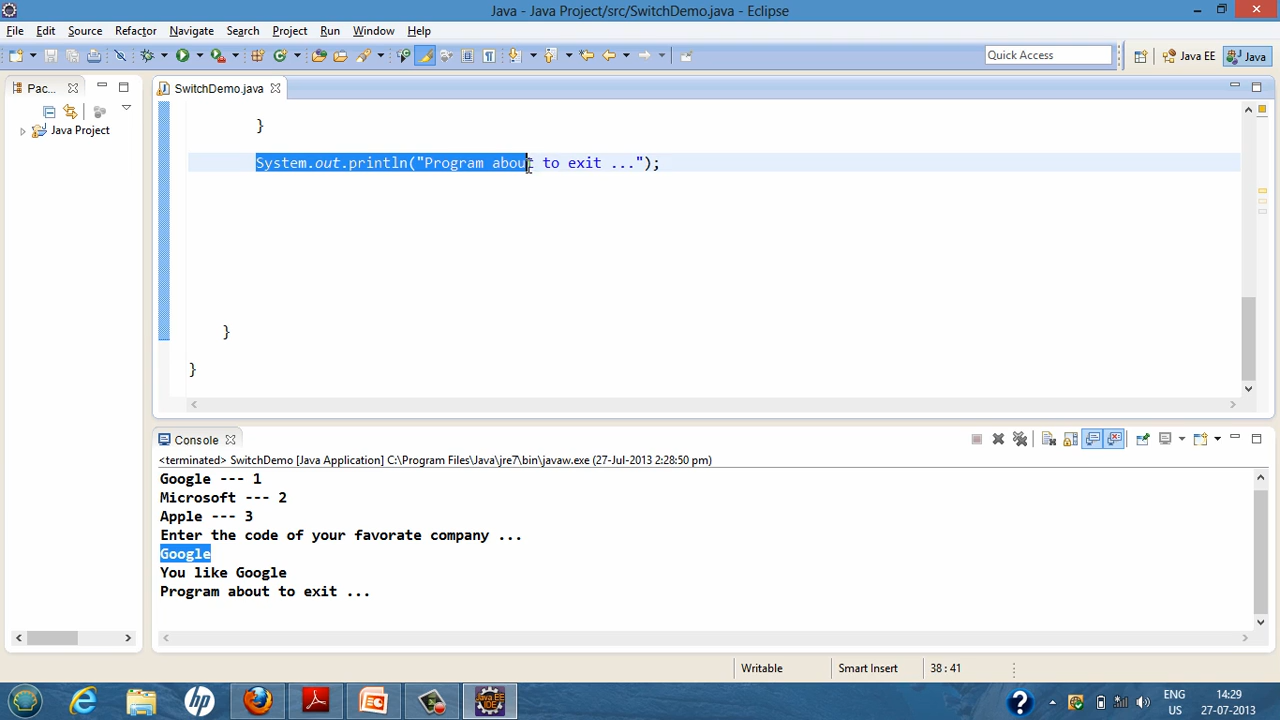 Java - Java Project/src/SwitchDemo.java - Eclipse
File Edit Source Refactor Navigate Search Project Run Window Help
Quick Access Java EE Java
Pac... SwitchDemo.java
Java Project
}
System.out.println("Program about to exit ...");
}
}
Console
<terminated> SwitchDemo [Java Application] C:\Program Files\Java\jre7\bin\javaw.exe (27-Jul-2013 2:28:50 pm)
Google --- 1
Microsoft --- 2
Apple --- 3
Enter the code of your favorate company ...
Google
You like Google
Program about to exit ...
Writable Smart Insert 38:41
ENG 14:29
US 27-07-2013